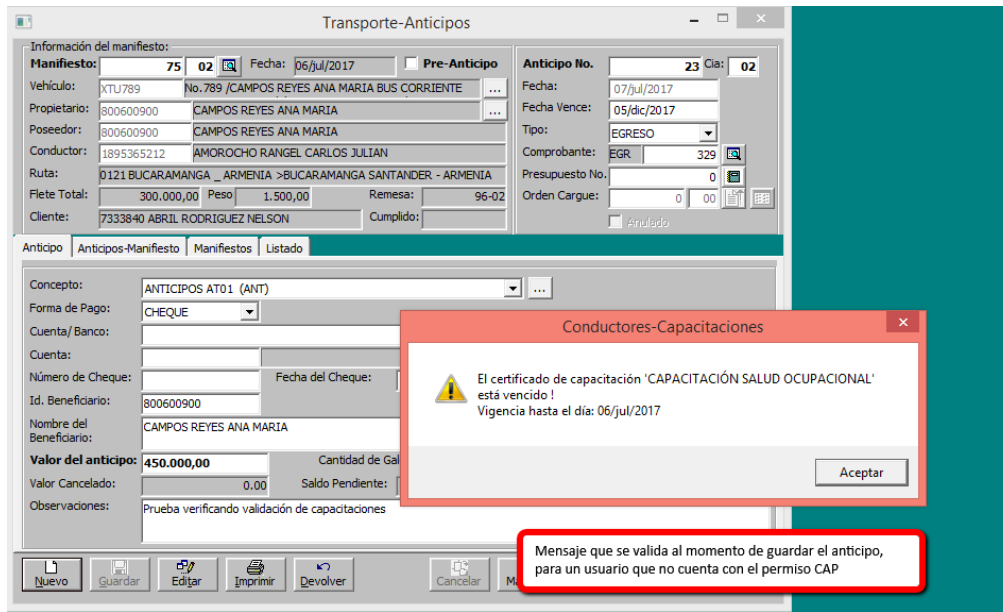 Transporte-Anticipos
Información del manifiesto:
Manifiesto: 75 02 Fecha: 06/jul/2017 Pre-Anticipo
Vehículo: XTU789 No.789 /CAMPOS REYES ANA MARIA BUS CORRIENTE ...
Propietario: 800600900 CAMPOS REYES ANA MARIA ...
Poseedor: 800600900 CAMPOS REYES ANA MARIA
Conductor: 1895365212 AMOROCHO RANGEL CARLOS JULIAN
Ruta: 0121 BUCARAMANGA _ ARMENIA >BUCARAMANGA SANTANDER - ARMENIA
Flete Total: 300.000,00 Peso 1.500,00 Remesa: 96-02
Cliente: 7333840 ABRIL RODRIGUEZ NELSON Cumplido:
Anticipo No. 23 Cia: 02
Fecha: 07/jul/2017
Fecha Vence: 05/dic/2017
Tipo: EGRESO
Comprobante: EGR 329
Presupuesto No. 0
Orden Cargue: 0 00
Anulado
Anticipo Anticipos-Manifiesto Manifiestos Listado
Concepto: ANTICIPOS AT01 (ANT) ...
Forma de Pago: CHEQUE
Cuenta/Banco:
Cuenta:
Número de Cheque: Fecha del Cheque:
Id. Beneficiario: 800600900
Nombre del
Beneficiario: CAMPOS REYES ANA MARIA
Valor del anticipo: 450.000,00 Cantidad de Gal
Valor Cancelado: 0.00 Saldo Pendiente:
Observaciones: Prueba verificando validación de capacitaciones
Nuevo Guardar Editar Imprimir Devolver Cancelar
Conductores-Capacitaciones
El certificado de capacitación 'CAPACITACIÓN SALUD OCUPACIONAL'
está vencido !
Vigencia hasta el día: 06/jul/2017
Aceptar
Mensaje que se valida al momento de guardar el anticipo,
para un usuario que no cuenta con el permiso CAP